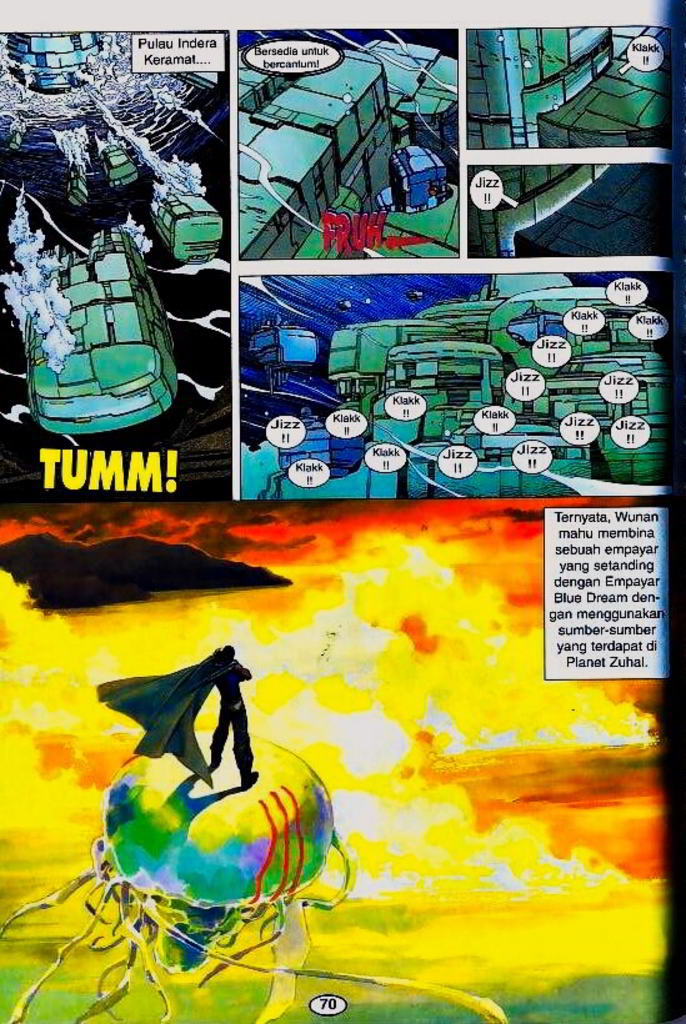 Pulau Indera
Keramat....
TUMM!
Bersedia untuk
bercantum!
FRUH
Klakk
!!
Jizz
!!
Klakk
!!
Klakk
!!
Klakk
!!
Jizz
!!
Jizz
!!
Jizz
!!
Klakk
!!
Klakk
!!
Klakk
!!
Jizz
!!
Jizz
!!
Jizz
!!
Klakk
!!
Klakk
!!
Jizz
!!
Jizz
!!
Ternyata, Wunan
mahu membina
sebuah empayar
yang setanding
dengan Empayar
Blue Dream den-
gan menggunakan
sumber-sumber
yang terdapat di
Planet Zuhal.
70